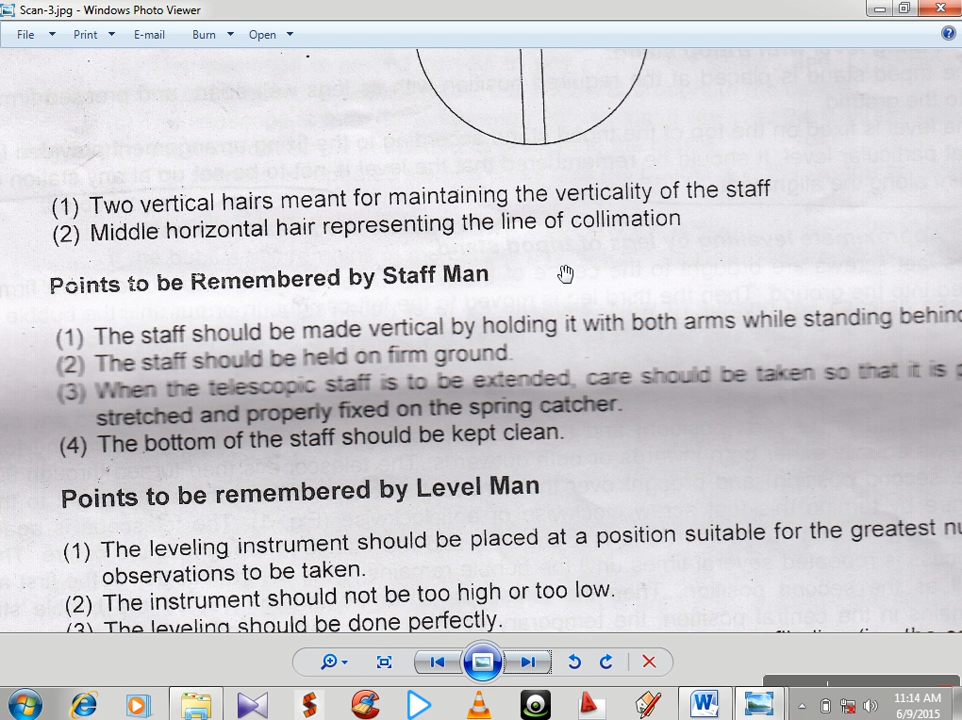 Scan-3.jpg - Windows Photo Viewer
File Print E-mail Burn Open
(1) Two vertical hairs meant for maintaining the verticality of the staff
(2) Middle horizontal hair representing the line of collimation
Points to be Remembered by Staff Man
(1) The staff should be made vertical by holding it with both arms while standing behin
(2) The staff should be held on firm ground.
(3) When the telescopic staff is to be extended, care should be taken so that it is
stretched and properly fixed on the spring catcher.
(4) The bottom of the staff should be kept clean.
Points to be remembered by Level Man
(1) The leveling instrument should be placed at a position suitable for the greatest
observations to be taken.
(2) The instrument should not be too high or too low.
(3) The leveling should be done perfectly.
11:14 AM
6/9/2015